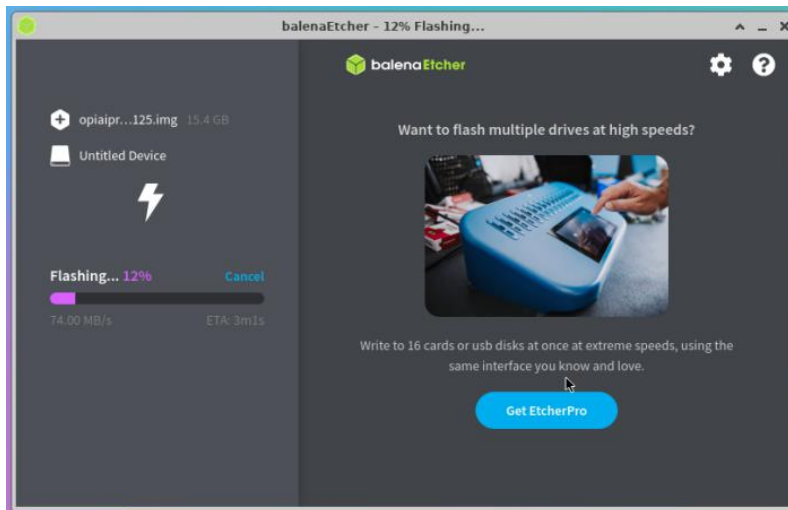 balenaEtcher - 12% Flashing...
balenaEtcher
opiaipr...125.img 15.4 GB
Untitled Device
Flashing... 12% Cancel
74.00 MB/s ETA: 3m1s
Want to flash multiple drives at high speeds?
Write to 16 cards or usb disks at once at extreme speeds, using the
same interface you know and love.
Get EtcherPro